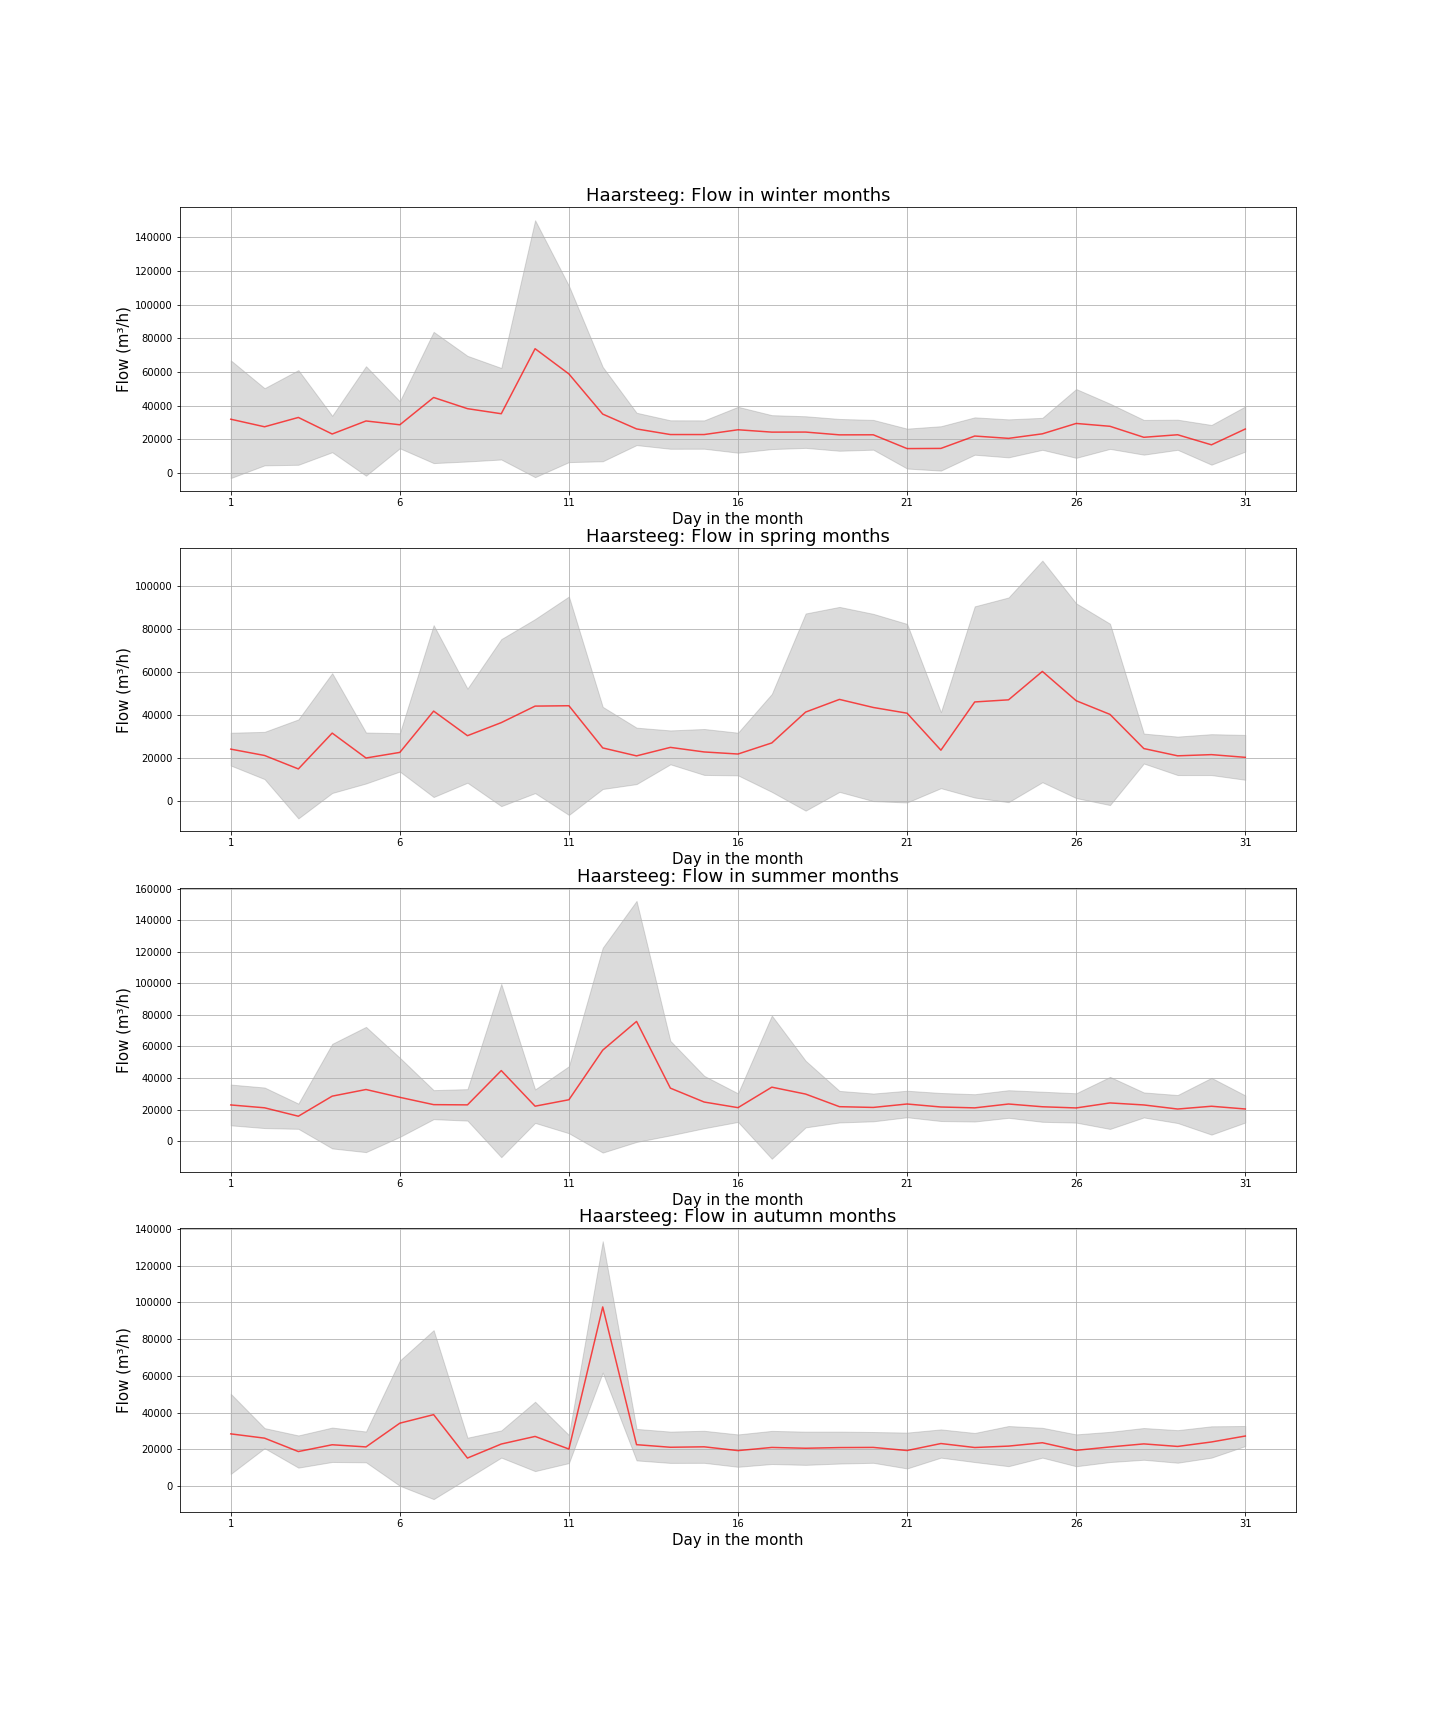 Haarsteeg: Flow in winter months
Flow (m³/h)
140000
120000
100000
80000
60000
40000
20000
0
1 6 11 16 21 26 31
Day in the month
Haarsteeg: Flow in spring months
Flow (m³/h)
100000
80000
60000
40000
20000
0
1 6 11 16 21 26 31
Day in the month
Haarsteeg: Flow in summer months
Flow (m³/h)
160000
140000
120000
100000
80000
60000
40000
20000
0
1 6 11 16 21 26 31
Day in the month
Haarsteeg: Flow in autumn months
Flow (m³/h)
140000
120000
100000
80000
60000
40000
20000
0
1 6 11 16 21 26 31
Day in the month